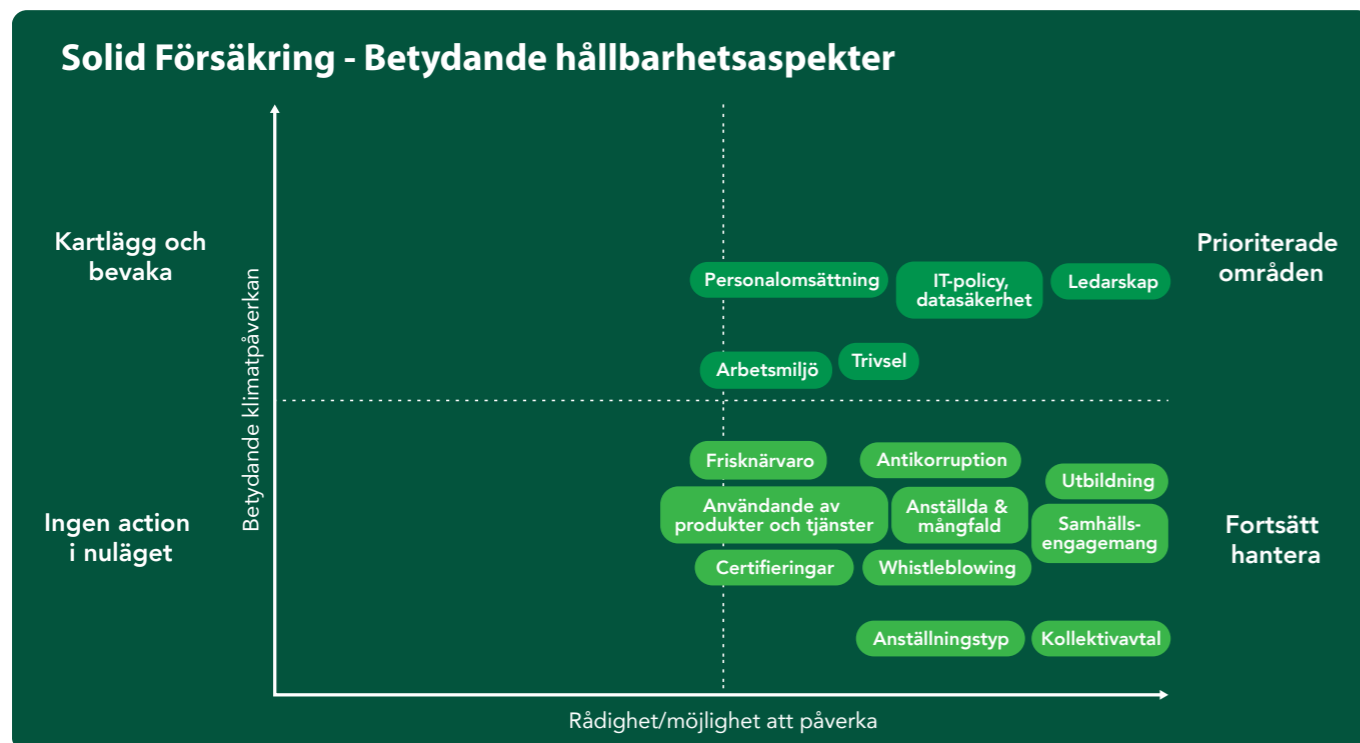 Solid Försäkring - Betydande hållbarhetsaspekter
Kartlägg och
bevaka
Ingen action
i nuläget
Betydande klimatpåverkan
Personalomsättning
IT-policy,
datasäkerhet
Ledarskap
Arbetsmiljö
Trivsel
Prioriterade
områden
Frisknärvaro
Antikorruption
Utbildning
Användande av
produkter och tjänster
Anställda &
mångfald
Samhälls-
engagemang
Certifieringar
Whistleblowing
Anställningstyp
Kollektivavtal
Fortsätt
hantera
Rådighet/möjlighet att påverka